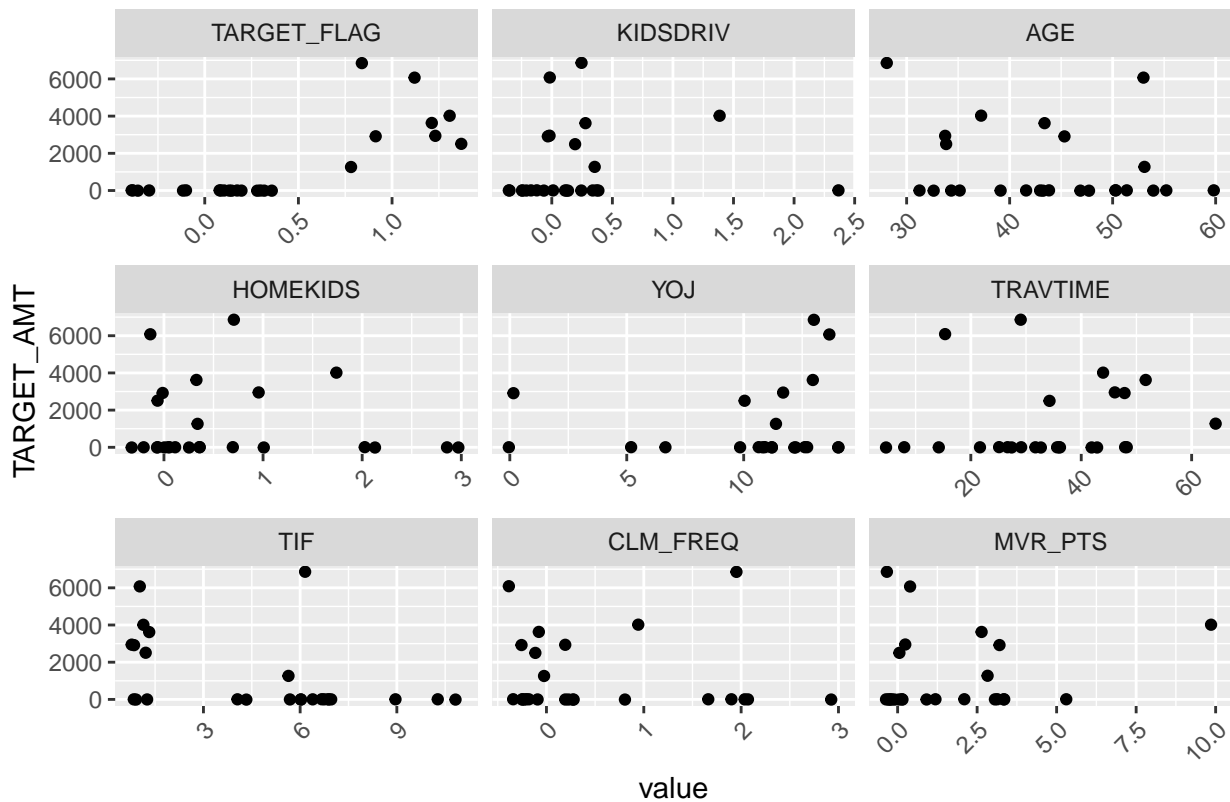 TARGET_FLAG KIDSDRIV AGE
6000
4000
2000
0
0.0 0.5 1.0 0.0 0.5 1.0 1.5 2.0 2.5 30 40 50 60
HOMEKIDS YOJ TRAVTIME
6000
4000
2000
0
0 1 2 3 0 5 10 20 40 60
TIF CLM_FREQ MVR_PTS
6000
4000
2000
0
3 6 9 0 1 2 3 0.0 2.5 5.0 7.5 10.0
TARGET_AMT
value